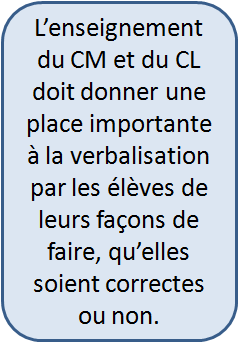 L’enseignement
du CM et du CL
doit donner une
place importante
à la verbalisation
par les élèves de
leurs façons de
faire, qu’elles
soient correctes
ou non.